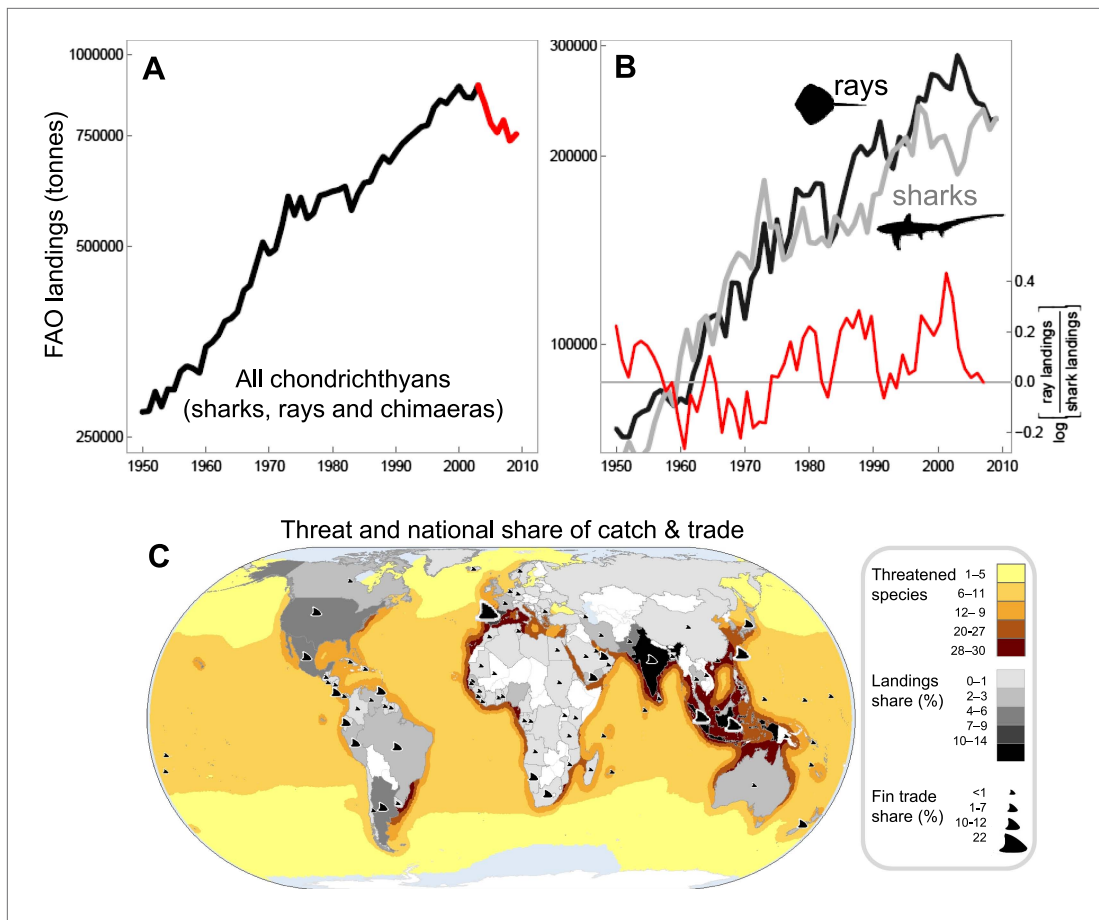 A
FAO landings (tonnes)
1000000
750000
500000
250000
All chondrichthyans
(sharks, rays and chimaeras)
1950 1960 1970 1980 1990 2000 2010
B
300000
200000
100000
rays
sharks
0.4
0.2
0.0
−0.2
log [ray landings
shark landings]
1950 1960 1970 1980 1990 2000 2010
Threat and national share of catch & trade
C
Threatened
species
1–5
6–11
12– 9
20-27
28–30
Landings
share (%)
0–1
2–3
4–6
7–9
10–14
Fin trade
share (%)
<1
1-7
10-12
22